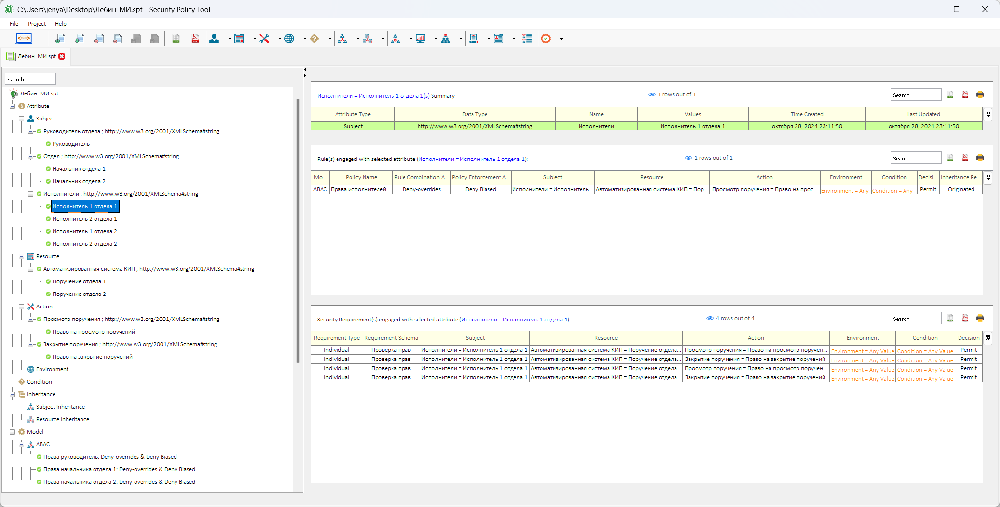 C:\Users\jenya\Desktop\Лебин_МИ.spt - Security Policy Tool
File Project Help
Лебин_МИ.spt
Search
Лебин_МИ.spt
Attribute
Subject
Руководитель отдела ; http://www.w3.org/2001/XMLSchema#string
Руководитель
Отдел ; http://www.w3.org/2001/XMLSchema#string
Начальник отдела 1
Начальник отдела 2
Исполнители ; http://www.w3.org/2001/XMLSchema#string
Исполнитель 1 отдела 1
Исполнитель 2 отдела 1
Исполнитель 1 отдела 2
Исполнитель 2 отдела 2
Resource
Автоматизированная система КИП ; http://www.w3.org/2001/XMLSchema#string
Поручение отдела 1
Поручение отдела 2
Action
Просмотр поручения ; http://www.w3.org/2001/XMLSchema#string
Право на просмотр поручений
Закрытие поручения ; http://www.w3.org/2001/XMLSchema#string
Право на закрытие поручений
Environment
Condition
Inheritance
Subject Inheritance
Resource Inheritance
Model
ABAC
Права руководитель: Deny-overrides & Deny Biased
Права начальника отдела 1: Deny-overrides & Deny Biased
Права начальника отдела 2: Deny-overrides & Deny Biased
Исполнители = Исполнитель 1 отдела 1(s) Summary 1 rows out of 1 Search
Attribute Type Data Type Name Values Time Created Last Updated
Subject http://www.w3.org/2001/XMLSchema#string Исполнители Исполнитель 1 отдела 1 октября 28, 2024 23:11:50 октября 28, 2024 23:11:50
Rule(s) engaged with selected attribute (Исполнители = Исполнитель 1 отдела 1): 1 rows out of 1 Search
Mo... Policy Name Rule Combination A... Policy Enforcement A... Subject Resource Action Environment Condition Decisi... Inheritance Re...
ABAC Права исполнителей ... Deny-overrides Deny Biased Исполнители = Исполнитель... Автоматизированная система КИП = Пор... Просмотр поручения = Право на прос... Environment = Any Condition = Any Permit Originated
Security Requirement(s) engaged with selected attribute (Исполнители = Исполнитель 1 отдела 1): 4 rows out of 4 Search
Requirement Type Requirement Schema Subject Resource Action Environment Condition Decision
Individual Проверка прав Исполнители = Исполнитель 1 отдела 1 Автоматизированная система КИП = Поручение отдела... Просмотр поручения = Право на просмотр поручен... Environment = Any Value Condition = Any Value Permit
Individual Проверка прав Исполнители = Исполнитель 1 отдела 1 Автоматизированная система КИП = Поручение отдела... Закрытие поручения = Право на закрытие поручений Environment = Any Value Condition = Any Value Permit
Individual Проверка прав Исполнители = Исполнитель 1 отдела 1 Автоматизированная система КИП = Поручение отдела... Просмотр поручения = Право на просмотр поручен... Environment = Any Value Condition = Any Value Permit
Individual Проверка прав Исполнители = Исполнитель 1 отдела 1 Автоматизированная система КИП = Поручение отдела... Закрытие поручения = Право на закрытие поручений Environment = Any Value Condition = Any Value Permit